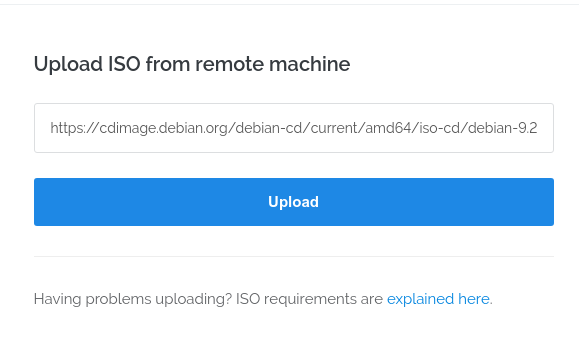 Upload ISO from remote machine
https://cdimage.debian.org/debian-cd/current/amd64/iso-cd/debian-9.2
Upload
Having problems uploading? ISO requirements are explained here.